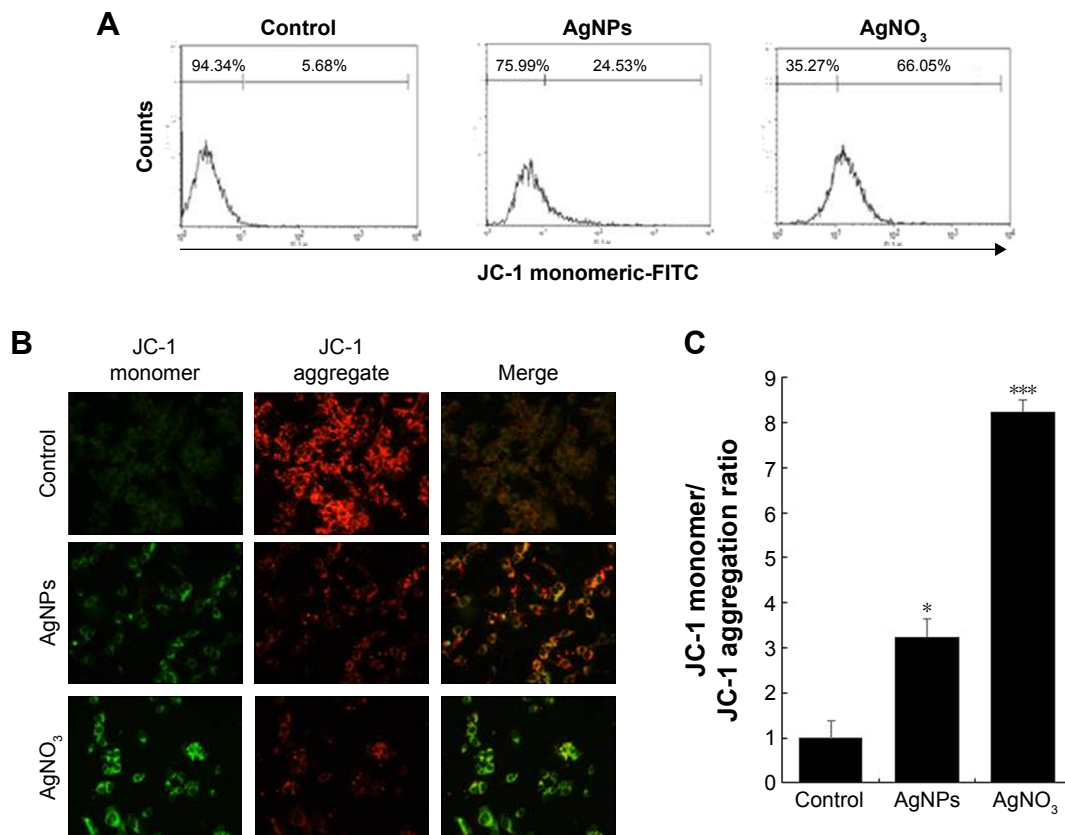 A
Control
AgNPs
AgNO₃
94.34% 5.68%
75.99% 24.53%
35.27% 66.05%
Counts
JC-1 monomeric-FITC
B
JC-1 monomer
JC-1 aggregate
Merge
Control
AgNPs
AgNO₃
C
JC-1 monomer/
JC-1 aggregation ratio
9
8
7
6
5
4
3
2
1
0
*
***
Control AgNPs AgNO₃